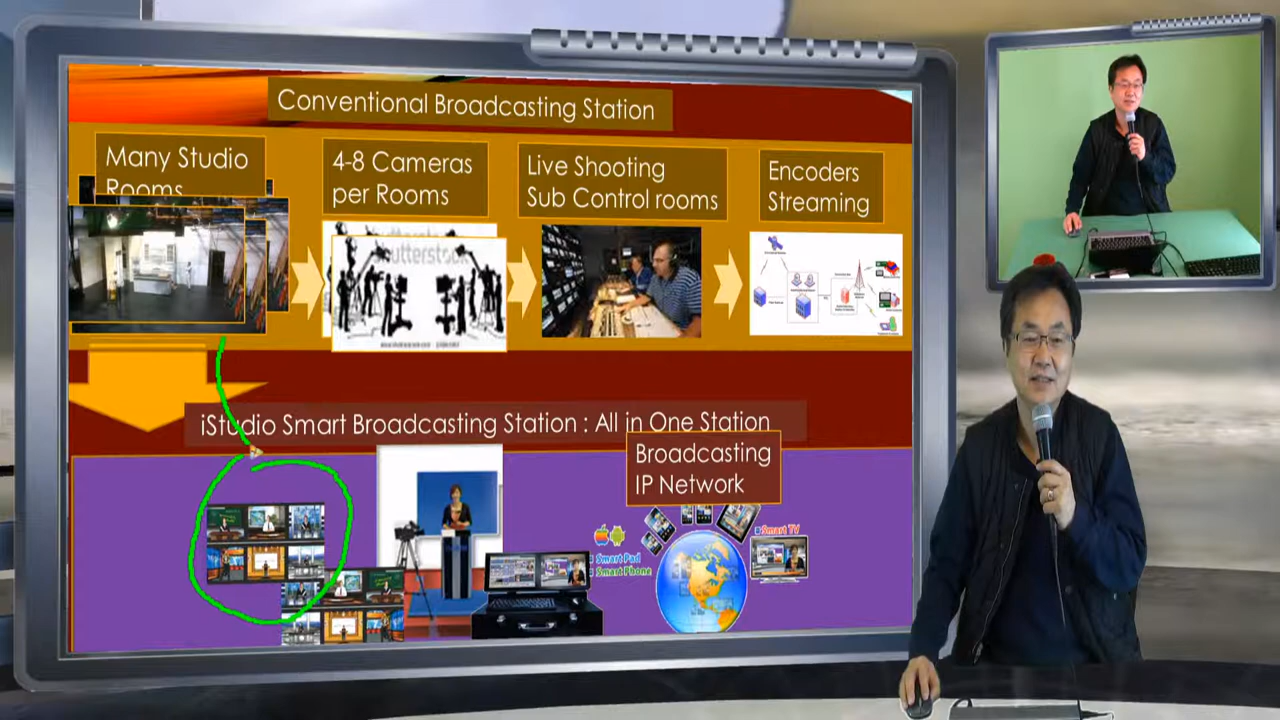 Conventional Broadcasting Station
Many Studio
Rooms
4-8 Cameras
per Rooms
Live Shooting
Sub Control rooms
Encoders
Streaming
shutterstock
iStudio Smart Broadcasting Station : All in One Station
Broadcasting
IP Network
Smart TV
Smart Pad
Smart Phone